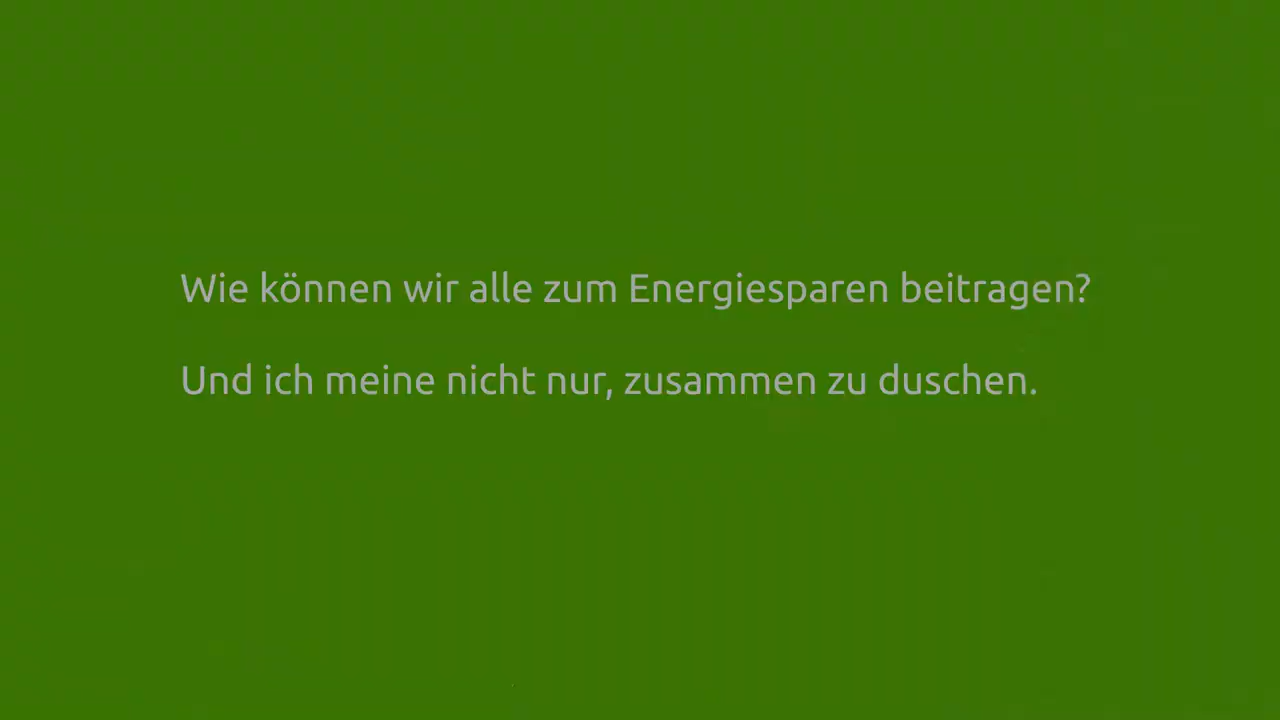 Wie können wir alle zum Energiesparen beitragen?
Und ich meine nicht nur, zusammen zu duschen.